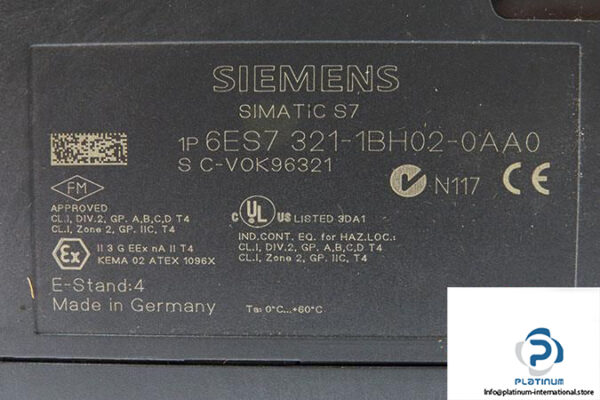 SIEMENS
SIMATIC S7
1P 6ES7 321-1BH02-0AA0
S C-V0K96321
N117 CE
FM
APPROVED
CL.I, DIV.2, GP. A,B,C,D T4
CL.I, Zone 2, GP. IIC, T4
c UL US LISTED 3DA1
IND.CONT. EQ. for HAZ.LOC.:
CL.I, DIV.2, GP. A,B,C,D T4
CL.I, Zone 2, GP. IIC, T4
Ex II 3 G EEx nA II T4
KEMA 02 ATEX 1096X
E-Stand:4
Made in Germany
Ta: 0°C...+60°C
PLATINUM
Info@platinum-international.store